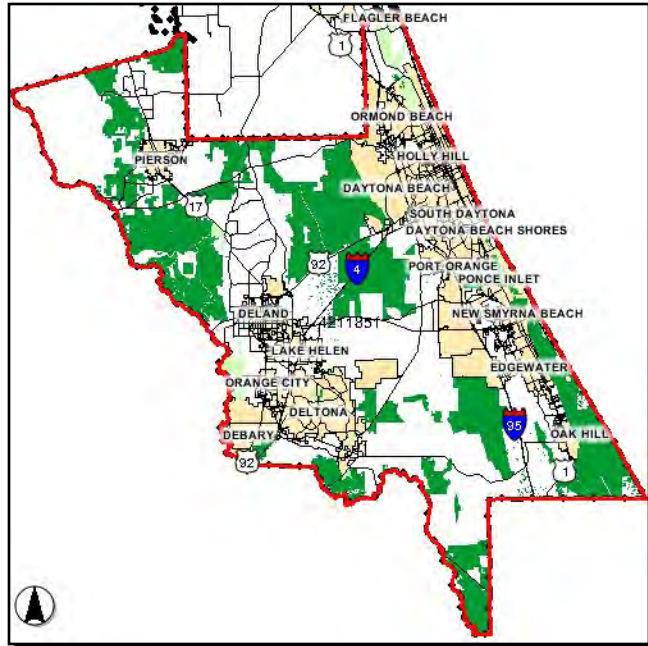 FLAGLER BEACH
1
ORMOND BEACH
HOLLY HILL
PIERSON
DAYTONA BEACH
17
SOUTH DAYTONA
DAYTONA BEACH SHORES
92
4
PORT ORANGE
PONCE INLET
DELAND
4211851
NEW SMYRNA BEACH
LAKE HELEN
EDGEWATER
ORANGE CITY
DELTONA
95
DEBARY
OAK HILL
92
1